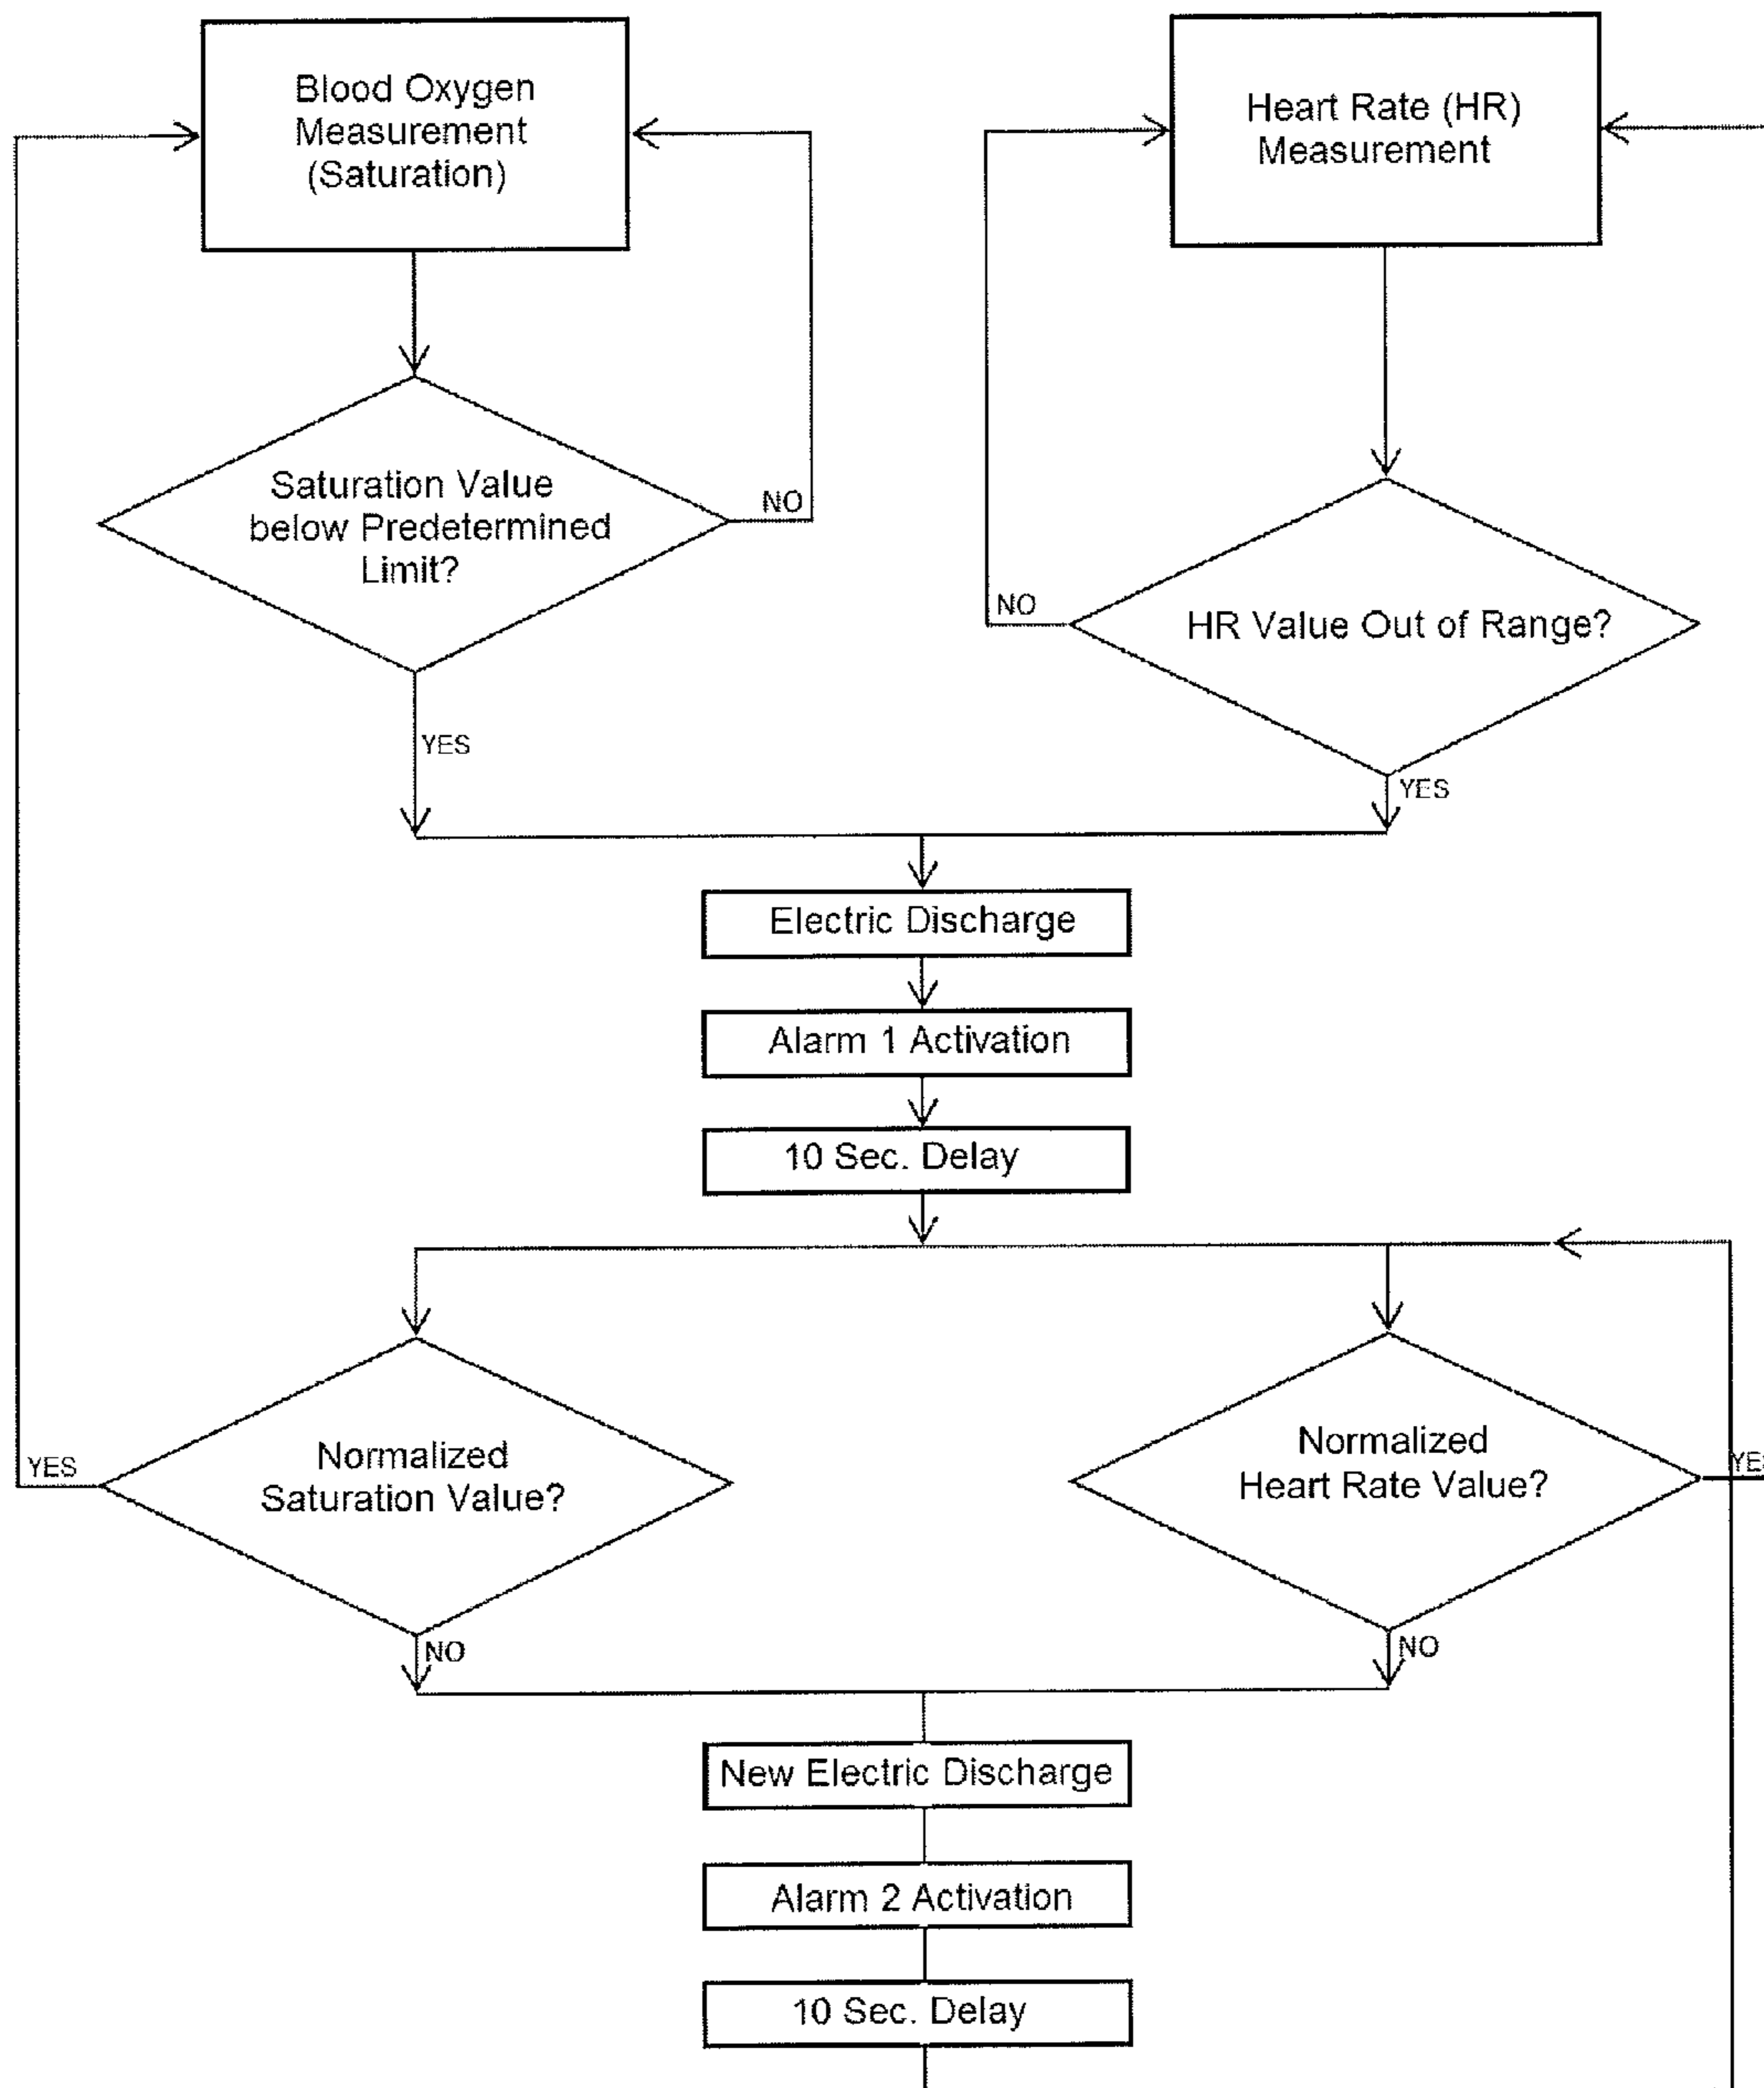 Blood Oxygen
Measurement
(Saturation)
Heart Rate (HR)
Measurement
Saturation Value
below Predetermined
Limit?
NO
NO
HR Value Out of Range?
YES
YES
Electric Discharge
Alarm 1 Activation
10 Sec. Delay
Normalized
Saturation Value?
YES
Normalized
Heart Rate Value?
YES
NO
NO
New Electric Discharge
Alarm 2 Activation
10 Sec. Delay